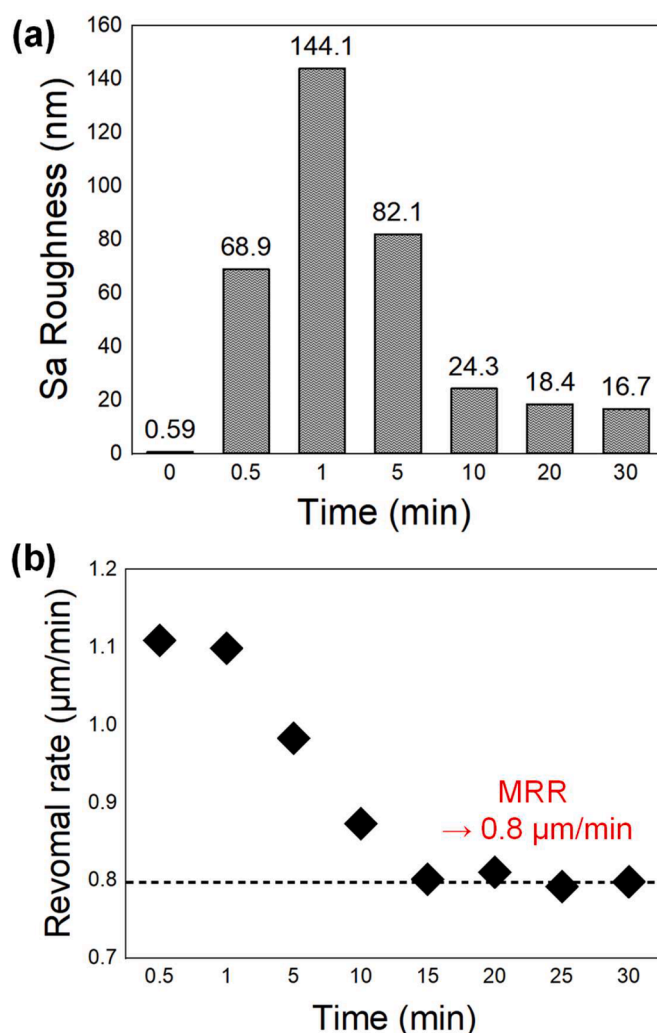 (a)
160
140
120
100
80
60
40
20
0
Sa Roughness (nm)
0.59
68.9
144.1
82.1
24.3
18.4
16.7
0 0.5 1 5 10 20 30
Time (min)
(b)
1.2
1.1
1.0
0.9
0.8
0.7
Revomal rate (μm/min)
MRR
→ 0.8 μm/min
0.5 1 5 10 15 20 25 30
Time (min)